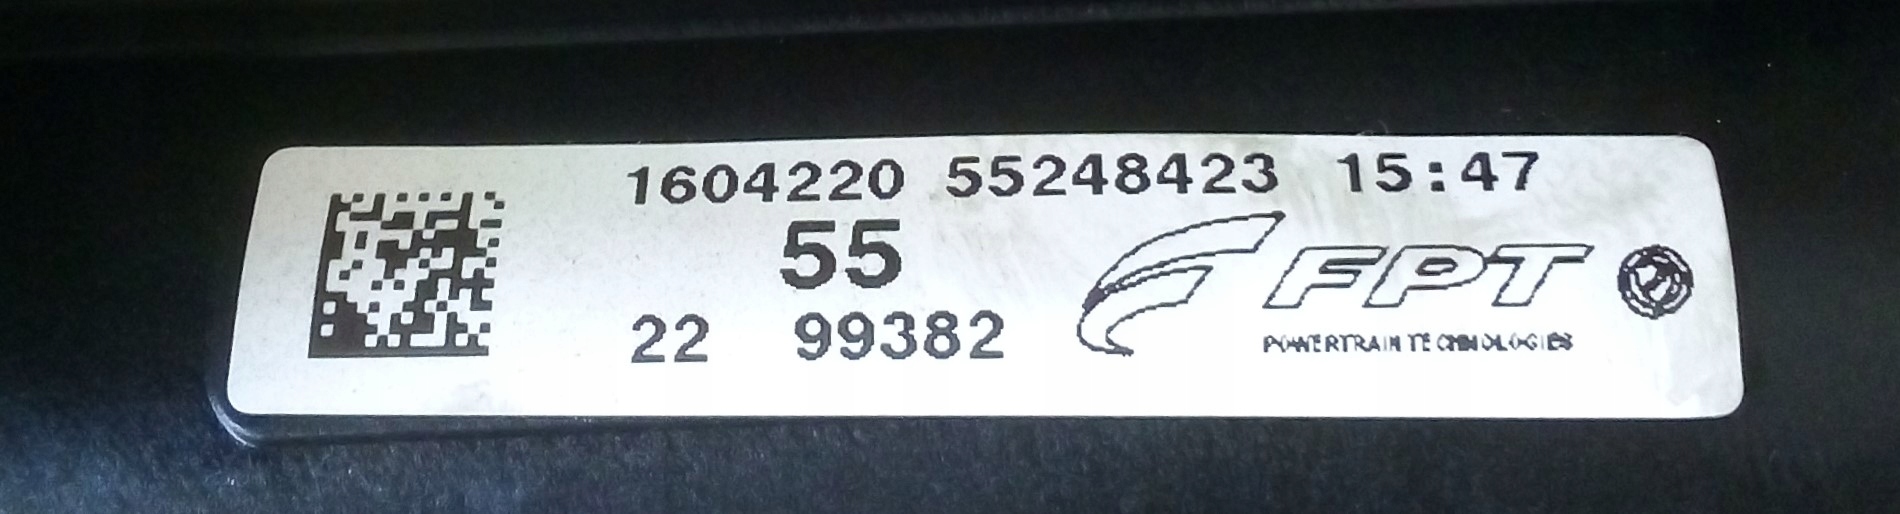 1604220 55248423 15:47
55
22 99382
FPT
POWERTRAIN TECHNOLOGIES